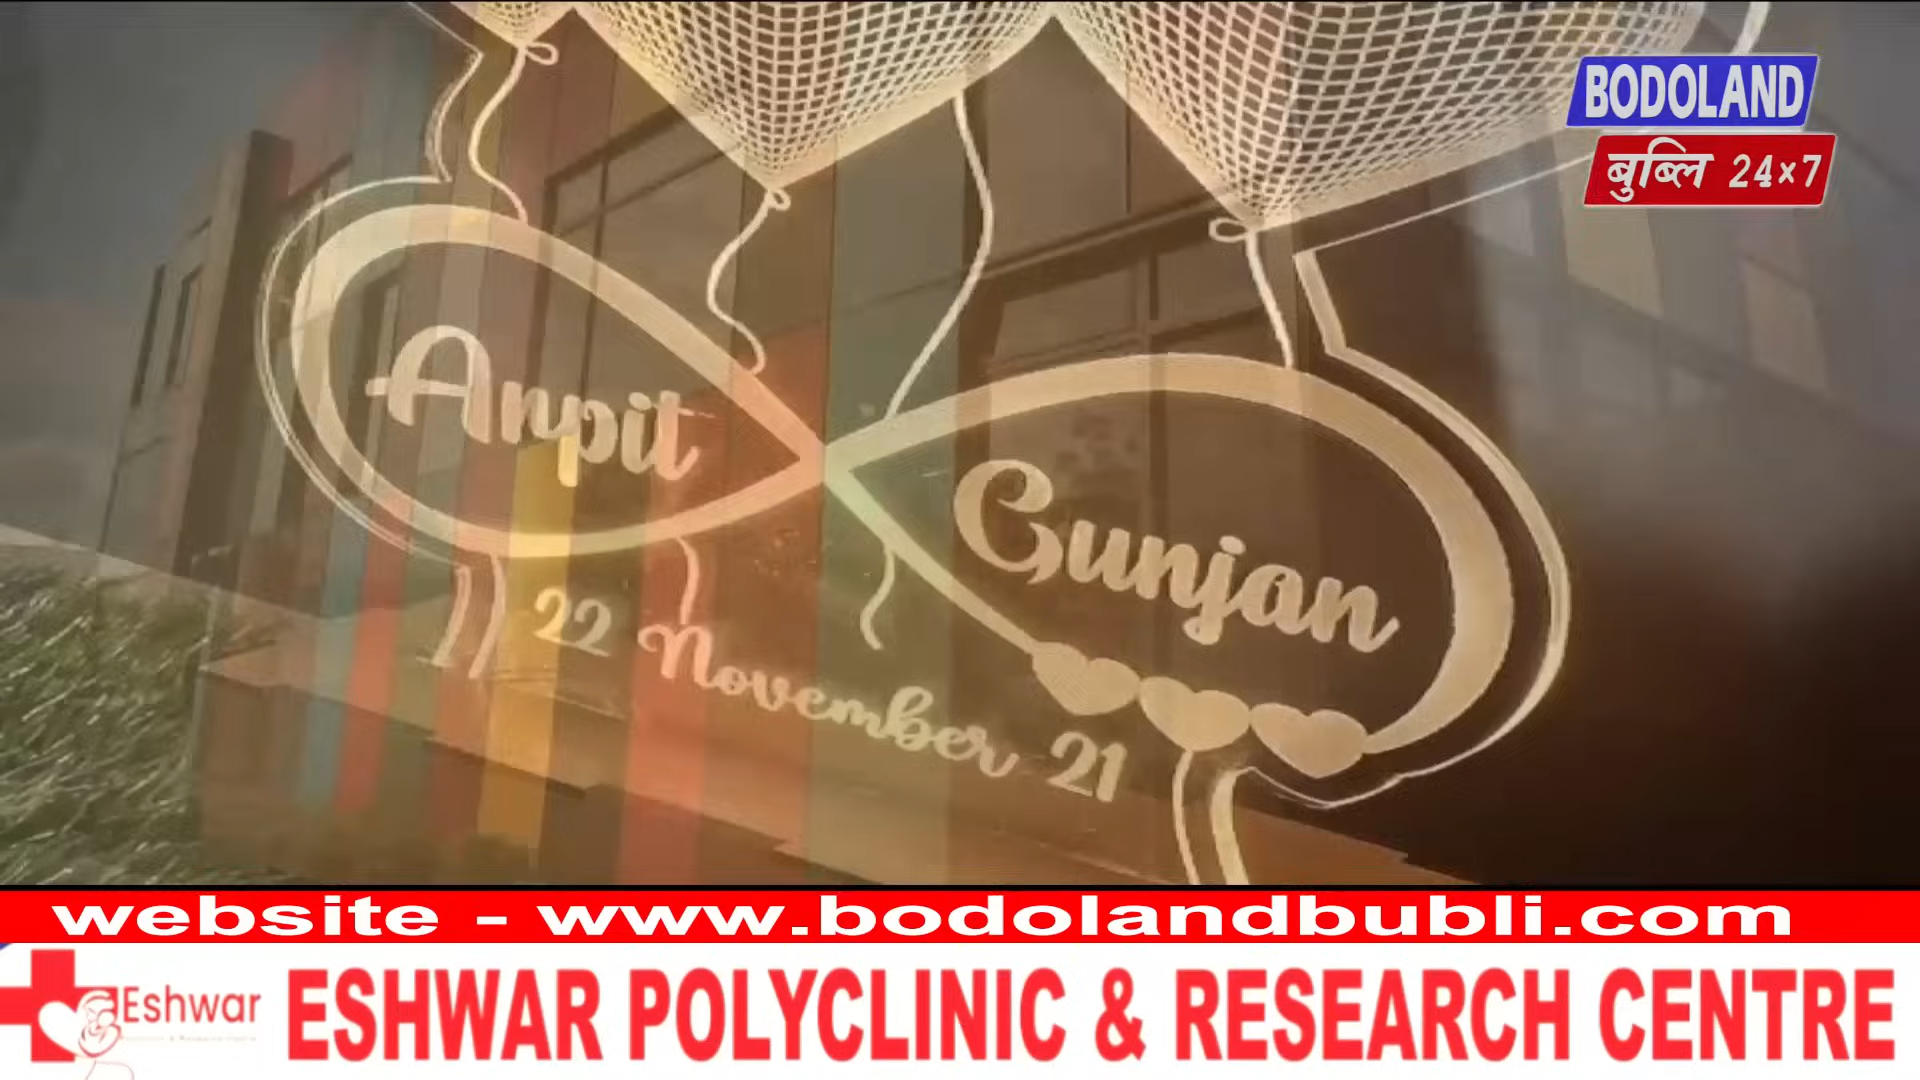 BODOLAND
बुब्लि 24×7
Arpit
Gunjan
22 November 21
website - www.bodolandbubli.com
Eshwar
ESHWAR POLYCLINIC & RESEARCH CENTRE